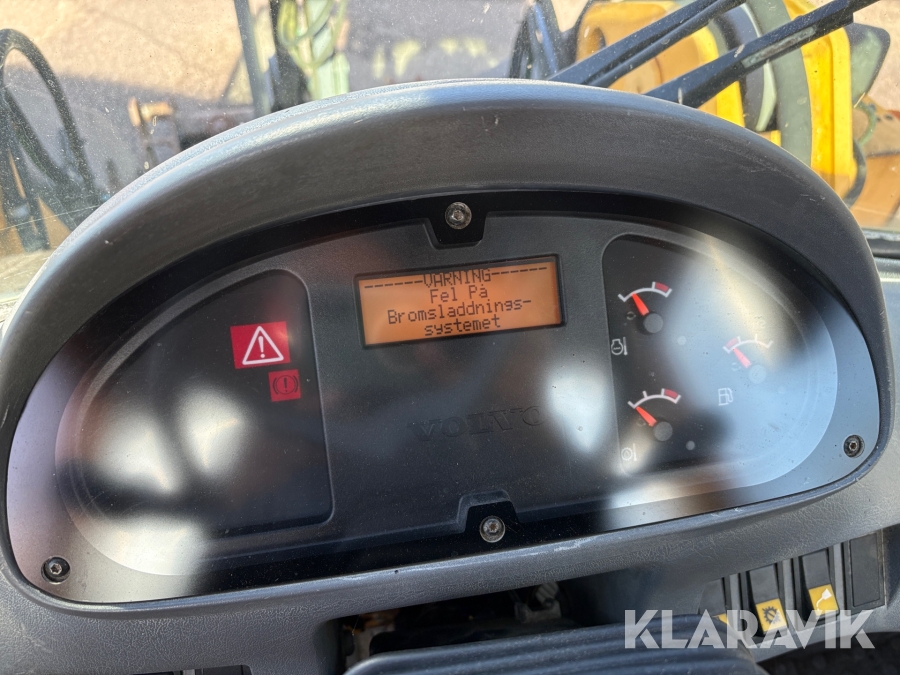 ------VARNING------
Fel På
Bromsladdnings-
systemet
VOLVO
KLARAVIK